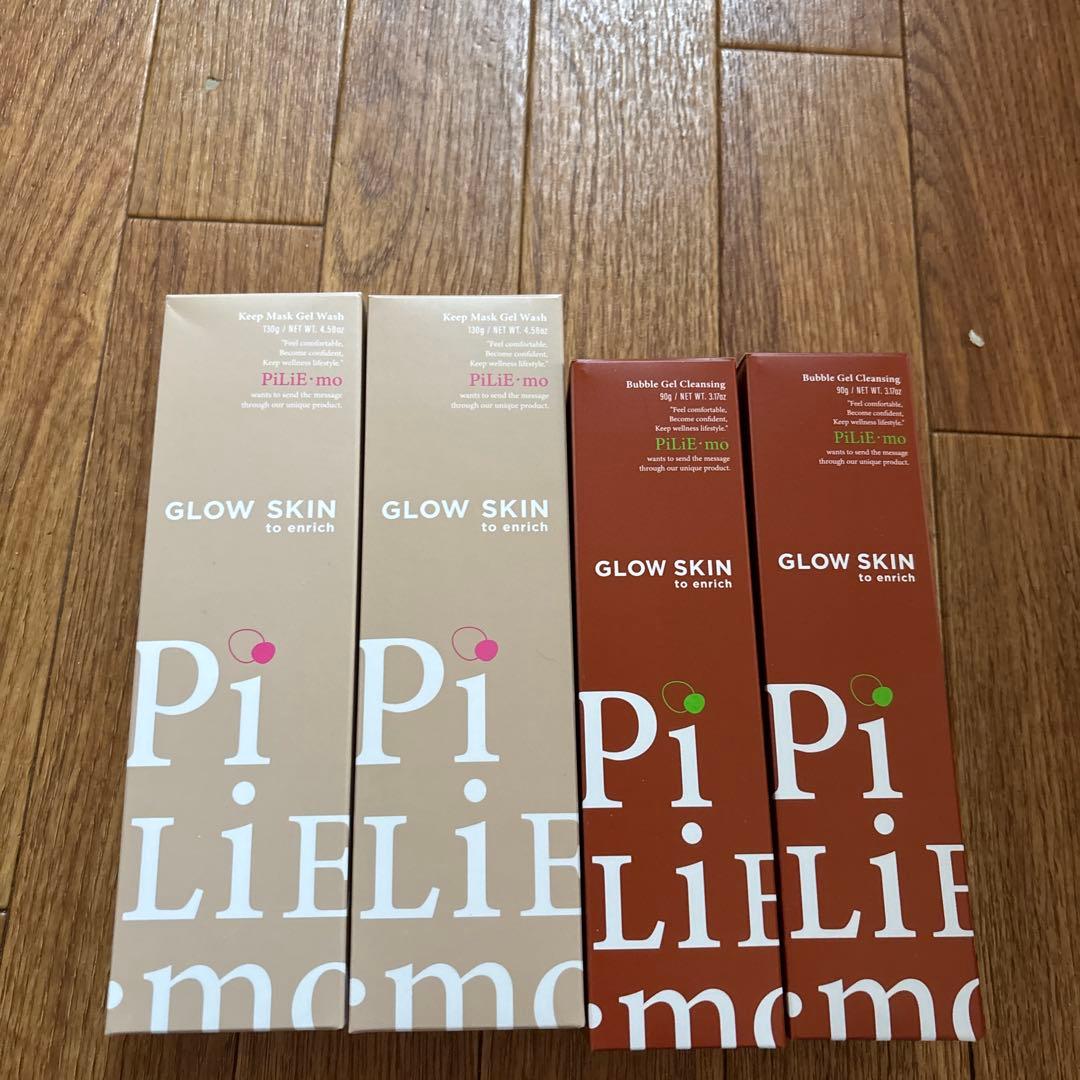 Keep Mask Gel Wash
130g / NET WT. 4.58oz
"Feel comfortable,
Become confident,
Keep wellness lifestyle."
PiLiE・mo
wants to send the message
through our unique product.
GLOW SKIN
to enrich
Pi
LiE
・mo
Keep Mask Gel Wash
130g / NET WT. 4.58oz
"Feel comfortable,
Become confident,
Keep wellness lifestyle."
PiLiE・mo
wants to send the message
through our unique product.
GLOW SKIN
to enrich
Pi
LiE
・mo
Bubble Gel Cleansing
90g / NET WT. 3.17oz
"Feel comfortable,
Become confident,
Keep wellness lifestyle."
PiLiE・mo
wants to send the message
through our unique product.
GLOW SKIN
to enrich
Pi
LiE
・mo
Bubble Gel Cleansing
90g / NET WT. 3.17oz
"Feel comfortable,
Become confident,
Keep wellness lifestyle."
PiLiE・mo
wants to send the message
through our unique product.
GLOW SKIN
to enrich
Pi
LiE
・mo